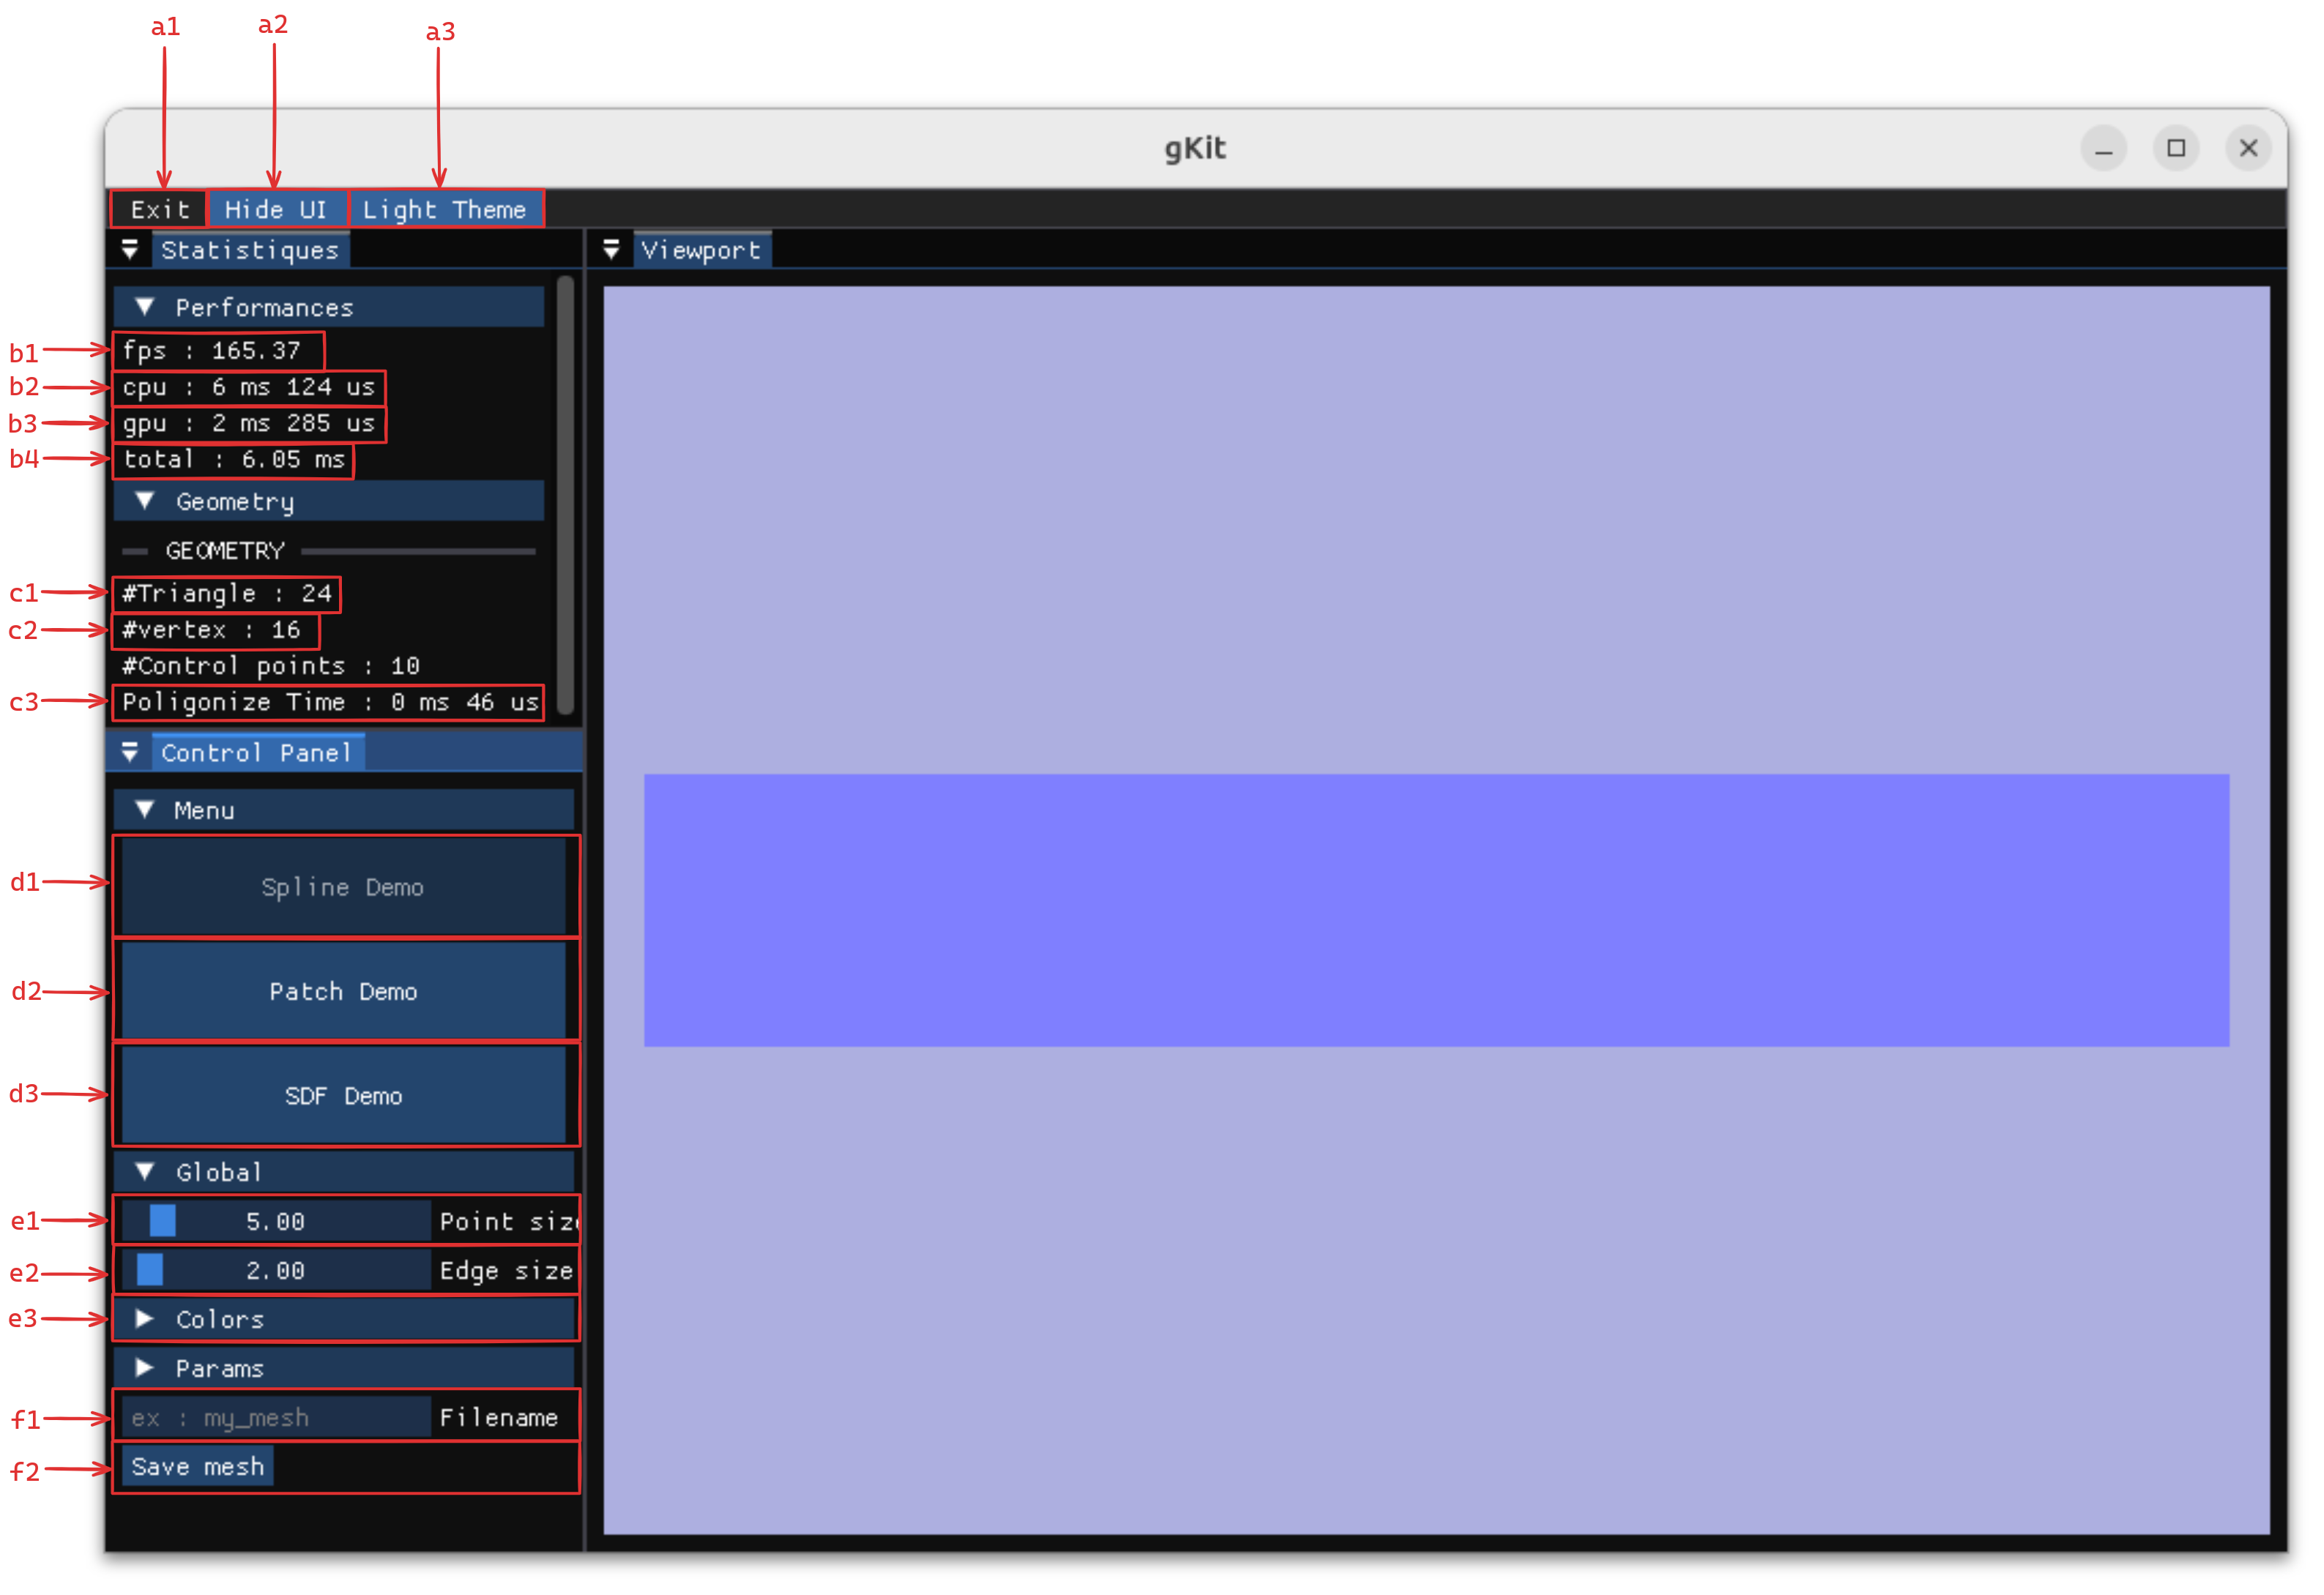 a1 a2 a3
gKit
Exit Hide UI Light Theme
Statistiques Viewport
Performances
b1 fps : 165.37
b2 cpu : 6 ms 124 us
b3 gpu : 2 ms 285 us
b4 total : 6.05 ms
Geometry
GEOMETRY
c1 #Triangle : 24
c2 #vertex : 16
#Control points : 10
c3 Poligonize Time : 0 ms 46 us
Control Panel
Menu
d1 Spline Demo
d2 Patch Demo
d3 SDF Demo
Global
e1 5.00 Point size
e2 2.00 Edge size
e3 Colors
Params
f1 ex : my_mesh Filename
f2 Save mesh